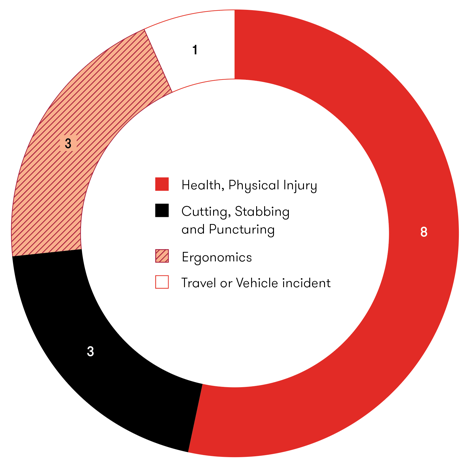 1
3
Health, Physical Injury
Cutting, Stabbing
and Puncturing
8
Ergonomics
Travel or Vehicle incident
3